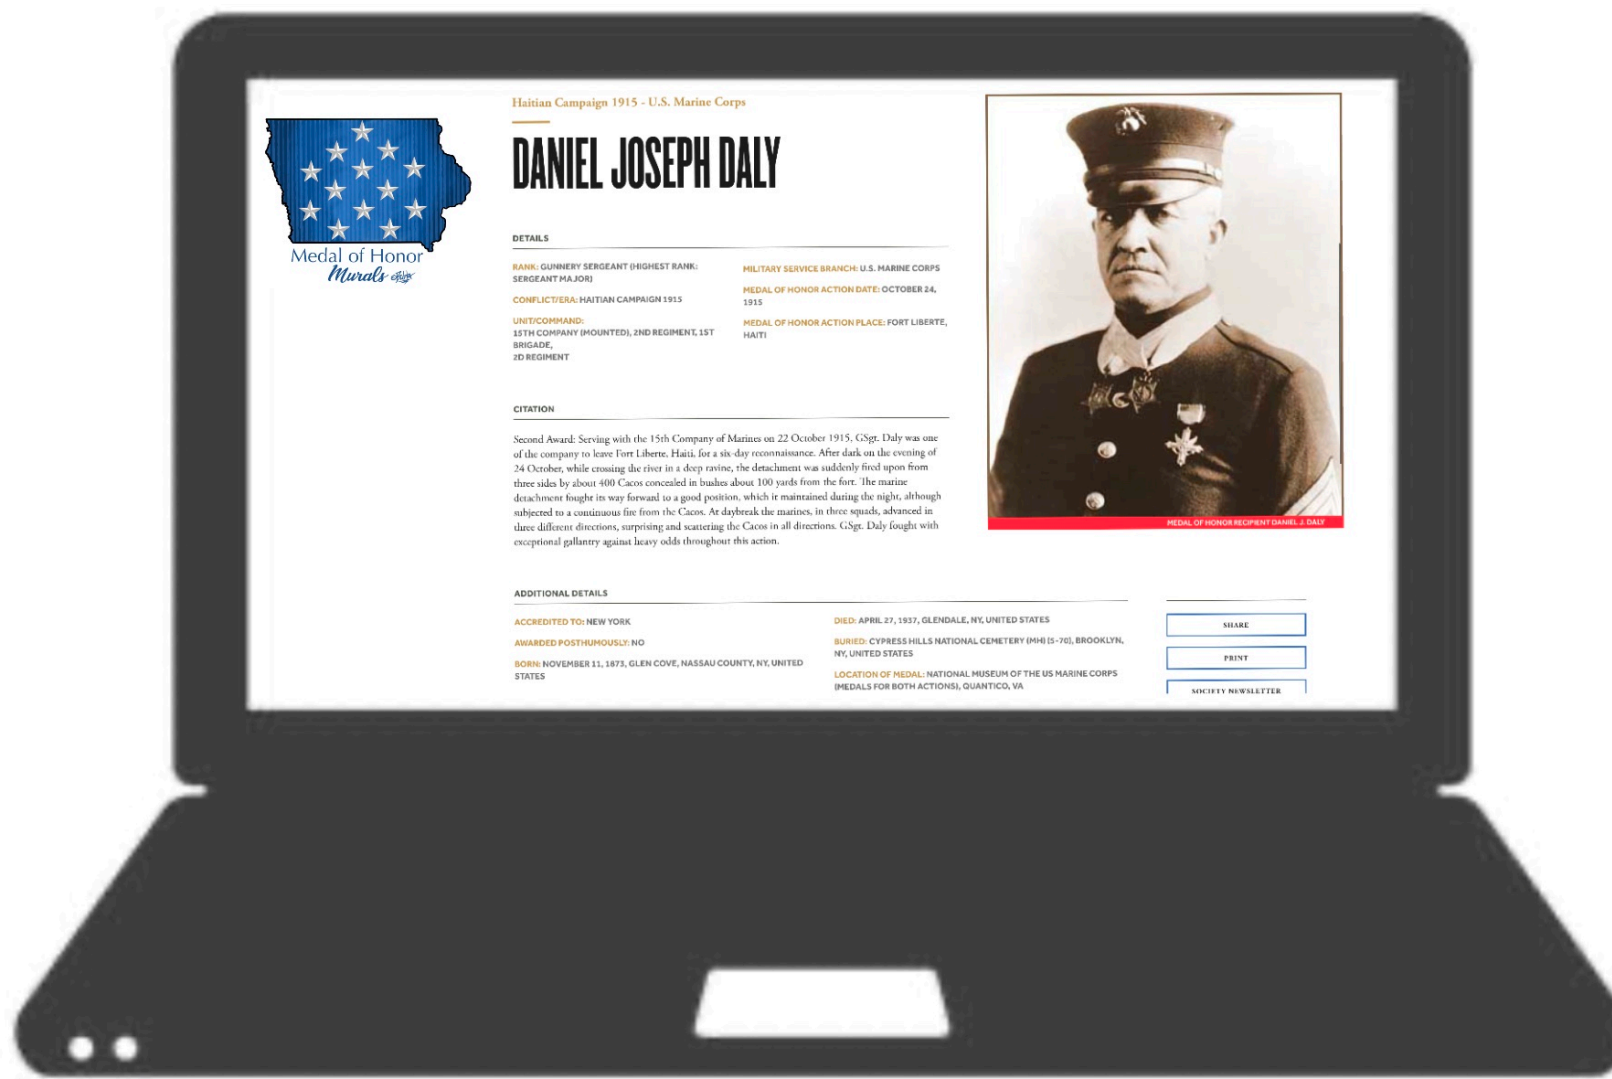 Haitian Campaign 1915 - U.S. Marine Corps
DANIEL JOSEPH DALY
Medal of Honor
Murals
DETAILS
RANK: GUNNERY SERGEANT (HIGHEST RANK:
SERGEANT MAJOR)
CONFLICT/ERA: HAITIAN CAMPAIGN 1915
UNIT/COMMAND:
15TH COMPANY (MOUNTED), 2ND REGIMENT, 1ST
BRIGADE,
2D REGIMENT
MILITARY SERVICE BRANCH: U.S. MARINE CORPS
MEDAL OF HONOR ACTION DATE: OCTOBER 24,
1915
MEDAL OF HONOR ACTION PLACE: FORT LIBERTE,
HAITI
CITATION
Second Award: Serving with the 15th Company of Marines on 22 October 1915, GSgt. Daly was one
of the company to leave Fort Liberte, Haiti, for a six-day reconnaissance. After dark on the evening of
24 October, while crossing the river in a deep ravine, the detachment was suddenly fired upon from
three sides by about 400 Cacos concealed in bushes about 100 yards from the fort. The marine
detachment fought its way forward to a good position, which it maintained during the night, although
subjected to a continuous fire from the Cacos. At daybreak the marines, in three squads, advanced in
three different directions, surprising and scattering the Cacos in all directions. GSgt. Daly fought with
exceptional gallantry against heavy odds throughout this action.
MEDAL OF HONOR RECIPIENT DANIEL J. DALY
ADDITIONAL DETAILS
ACCREDITED TO: NEW YORK
AWARDED POSTHUMOUSLY: NO
BORN: NOVEMBER 11, 1873, GLEN COVE, NASSAU COUNTY, NY, UNITED
STATES
DIED: APRIL 27, 1937, GLENDALE, NY, UNITED STATES
BURIED: CYPRESS HILLS NATIONAL CEMETERY (MH) (5-70), BROOKLYN,
NY, UNITED STATES
LOCATION OF MEDAL: NATIONAL MUSEUM OF THE US MARINE CORPS
(MEDALS FOR BOTH ACTIONS), QUANTICO, VA
SHARE
PRINT
SOCIETY NEWSLETTER